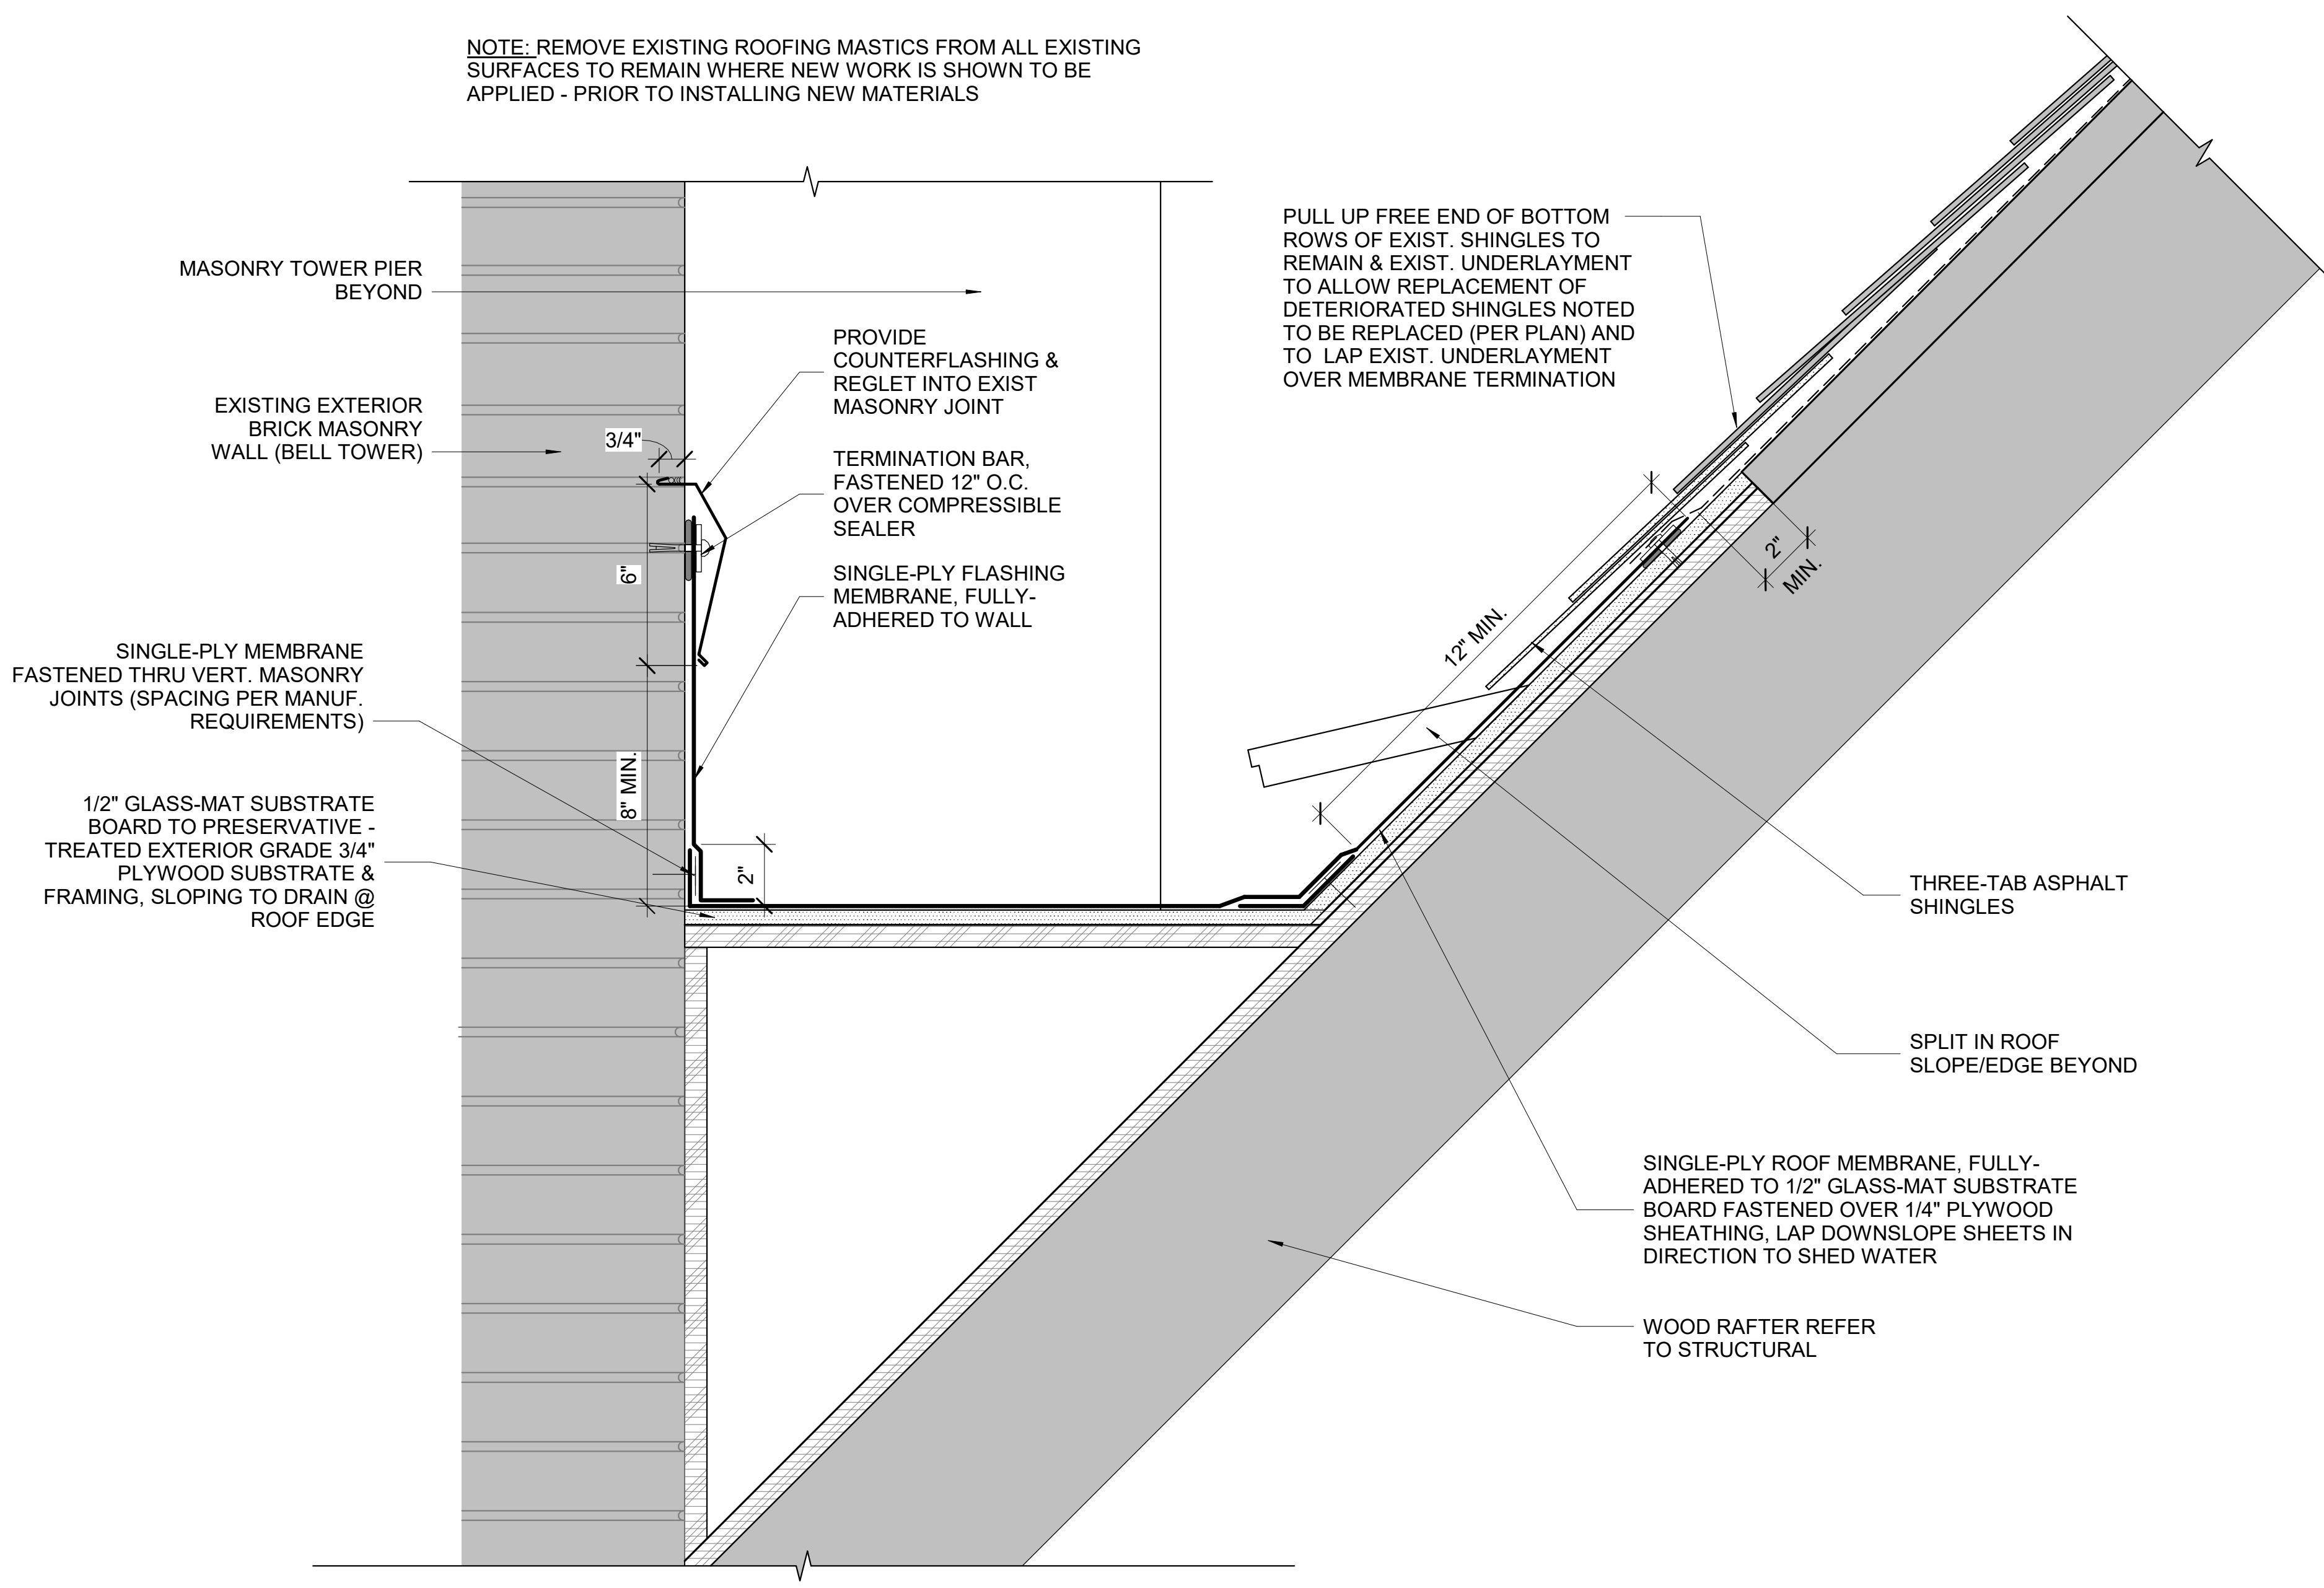 NOTE: REMOVE EXISTING ROOFING MASTICS FROM ALL EXISTING
SURFACES TO REMAIN WHERE NEW WORK IS SHOWN TO BE
APPLIED - PRIOR TO INSTALLING NEW MATERIALS
MASONRY TOWER PIER
BEYOND
EXISTING EXTERIOR
BRICK MASONRY
WALL (BELL TOWER)
SINGLE-PLY MEMBRANE
FASTENED THRU VERT. MASONRY
JOINTS (SPACING PER MANUF.
REQUIREMENTS)
1/2" GLASS-MAT SUBSTRATE
BOARD TO PRESERVATIVE -
TREATED EXTERIOR GRADE 3/4"
PLYWOOD SUBSTRATE &
FRAMING, SLOPING TO DRAIN @
ROOF EDGE
3/4"
6"
8" MIN.
2"
PROVIDE
COUNTERFLASHING &
REGLET INTO EXIST
MASONRY JOINT
TERMINATION BAR,
FASTENED 12" O.C.
OVER COMPRESSIBLE
SEALER
SINGLE-PLY FLASHING
MEMBRANE, FULLY-
ADHERED TO WALL
PULL UP FREE END OF BOTTOM
ROWS OF EXIST. SHINGLES TO
REMAIN & EXIST. UNDERLAYMENT
TO ALLOW REPLACEMENT OF
DETERIORATED SHINGLES NOTED
TO BE REPLACED (PER PLAN) AND
TO LAP EXIST. UNDERLAYMENT
OVER MEMBRANE TERMINATION
12" MIN.
2"
MIN.
THREE-TAB ASPHALT
SHINGLES
SPLIT IN ROOF
SLOPE/EDGE BEYOND
SINGLE-PLY ROOF MEMBRANE, FULLY-
ADHERED TO 1/2" GLASS-MAT SUBSTRATE
BOARD FASTENED OVER 1/4" PLYWOOD
SHEATHING, LAP DOWNSLOPE SHEETS IN
DIRECTION TO SHED WATER
WOOD RAFTER REFER
TO STRUCTURAL